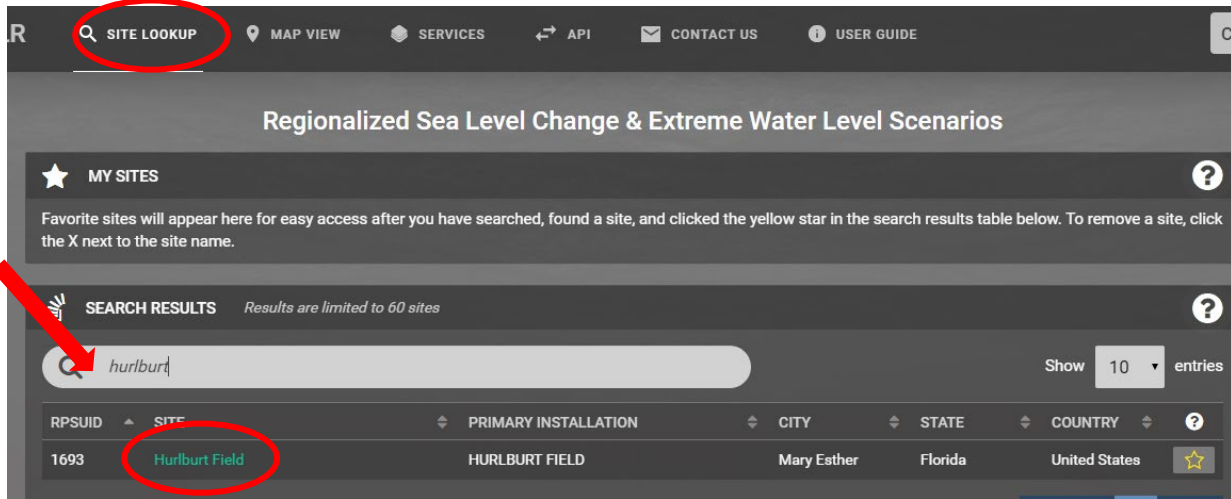 .R SITE LOOKUP MAP VIEW SERVICES API CONTACT US USER GUIDE C
Regionalized Sea Level Change & Extreme Water Level Scenarios
MY SITES ?
Favorite sites will appear here for easy access after you have searched, found a site, and clicked the yellow star in the search results table below. To remove a site, click
the X next to the site name.
SEARCH RESULTS Results are limited to 60 sites ?
hurlburt Show 10 entries
RPSUID SITE PRIMARY INSTALLATION CITY STATE COUNTRY ?
1693 Hurlburt Field HURLBURT FIELD Mary Esther Florida United States